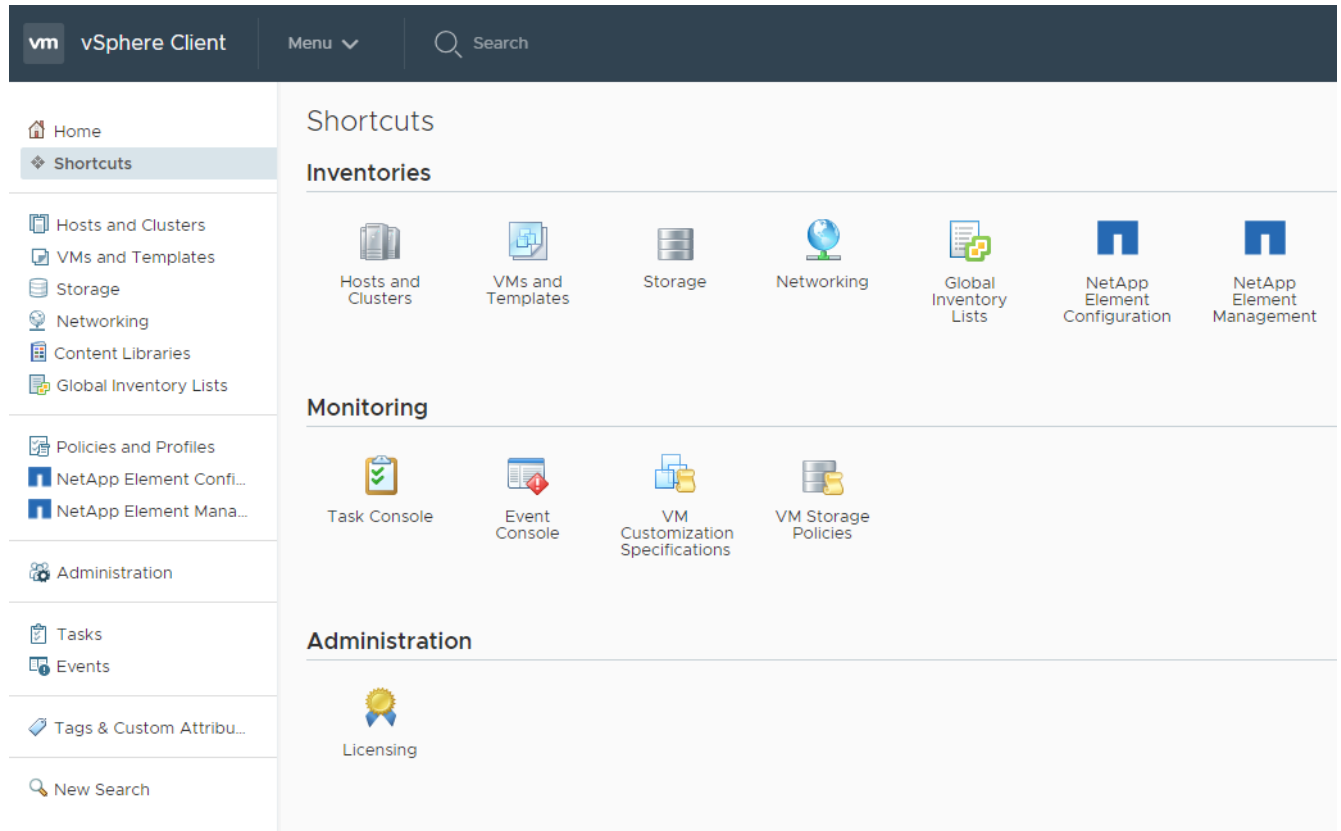 vm vSphere Client Menu Search
Home
Shortcuts
Hosts and Clusters
VMs and Templates
Storage
Networking
Content Libraries
Global Inventory Lists
Policies and Profiles
NetApp Element Confi...
NetApp Element Mana...
Administration
Tasks
Events
Tags & Custom Attribu...
New Search
Shortcuts
Inventories
Hosts and
Clusters
VMs and
Templates
Storage
Networking
Global
Inventory
Lists
NetApp
Element
Configuration
NetApp
Element
Management
Monitoring
Task Console
Event
Console
VM
Customization
Specifications
VM Storage
Policies
Administration
Licensing